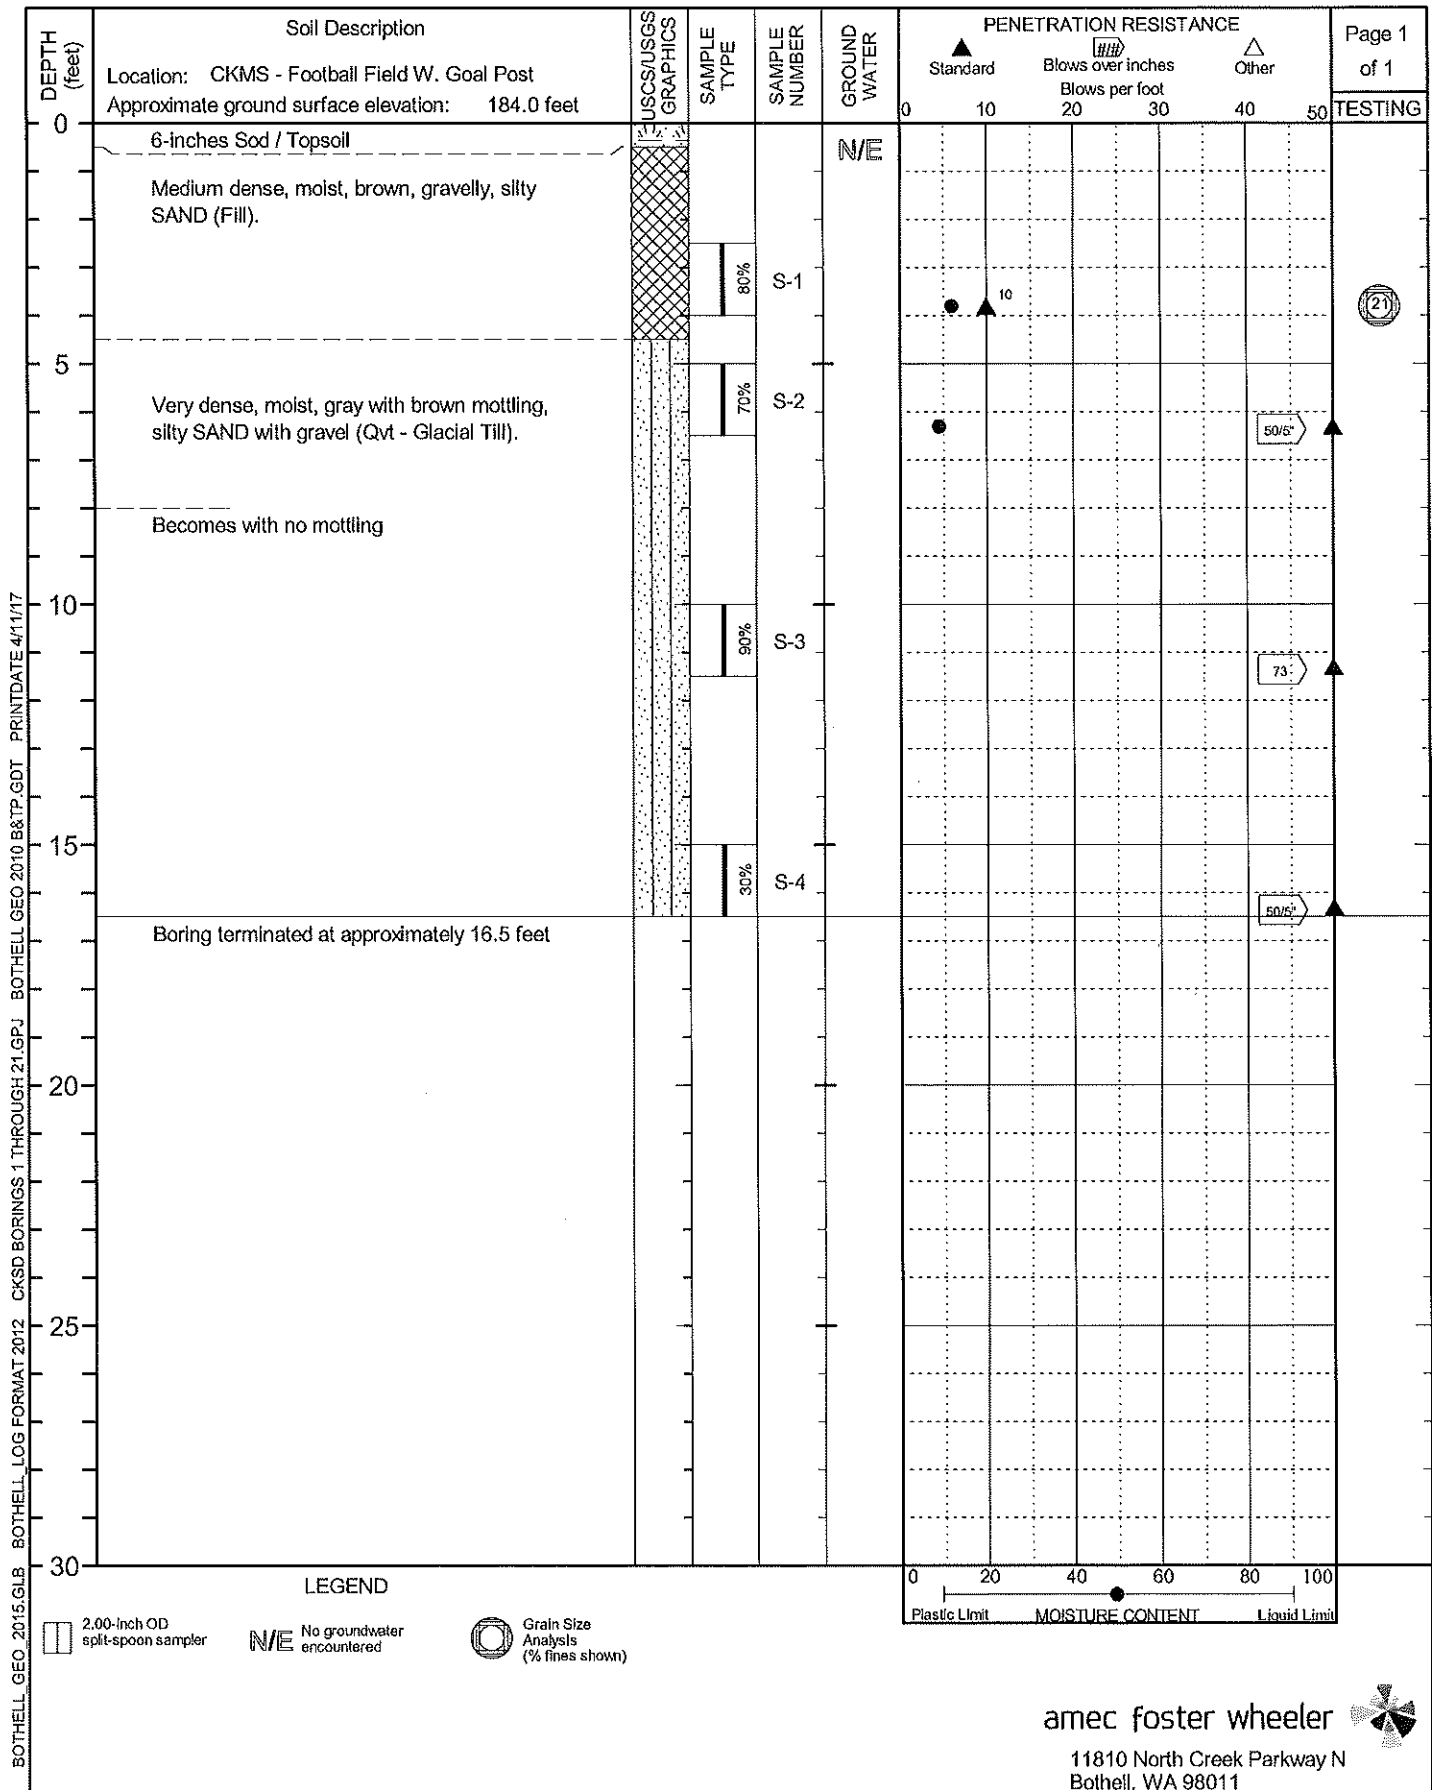 DEPTH
(feet)
Soil Description
Location: CKMS - Football Field W. Goal Post
Approximate ground surface elevation: 184.0 feet
USCS/USGS
GRAPHICS
SAMPLE
TYPE
SAMPLE
NUMBER
GROUND
WATER
PENETRATION RESISTANCE
##/#
Standard
Blows over inches
Other
Blows per foot
0 10 20 30 40 50
Page 1
of 1
TESTING
0
6-inches Sod / Topsoil
N/E
Medium dense, moist, brown, gravelly, silty
SAND (Fill).
80%
S-1
10
21
5
70%
S-2
Very dense, moist, gray with brown mottling,
silty SAND with gravel (Qvt - Glacial Till).
50/5"
Becomes with no mottling
10
90%
S-3
73
15
30%
S-4
50/5"
Boring terminated at approximately 16.5 feet
20
25
30
0 20 40 60 80 100
Plastic Limit
MOISTURE CONTENT
Liquid Limit
LEGEND
2.00-inch OD
split-spoon sampler
N/E No groundwater
encountered
Grain Size
Analysis
(% fines shown)
amec foster wheeler
11810 North Creek Parkway N
Bothell, WA 98011
BOTHELL_GEO_2015.GLB BOTHELL_LOG FORMAT 2012 CKSD BORINGS 1 THROUGH 21.GPJ BOTHELL GEO 2010 B&TP.GDT PRINTDATE 4/11/17